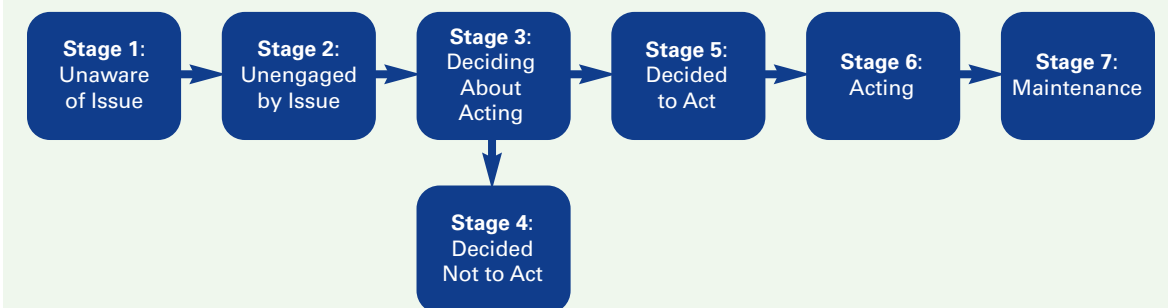 Stage 1:
Unaware
of Issue
Stage 2:
Unengaged
by Issue
Stage 3:
Deciding
About
Acting
Stage 5:
Decided
to Act
Stage 6:
Acting
Stage 7:
Maintenance
Stage 4:
Decided
Not to Act